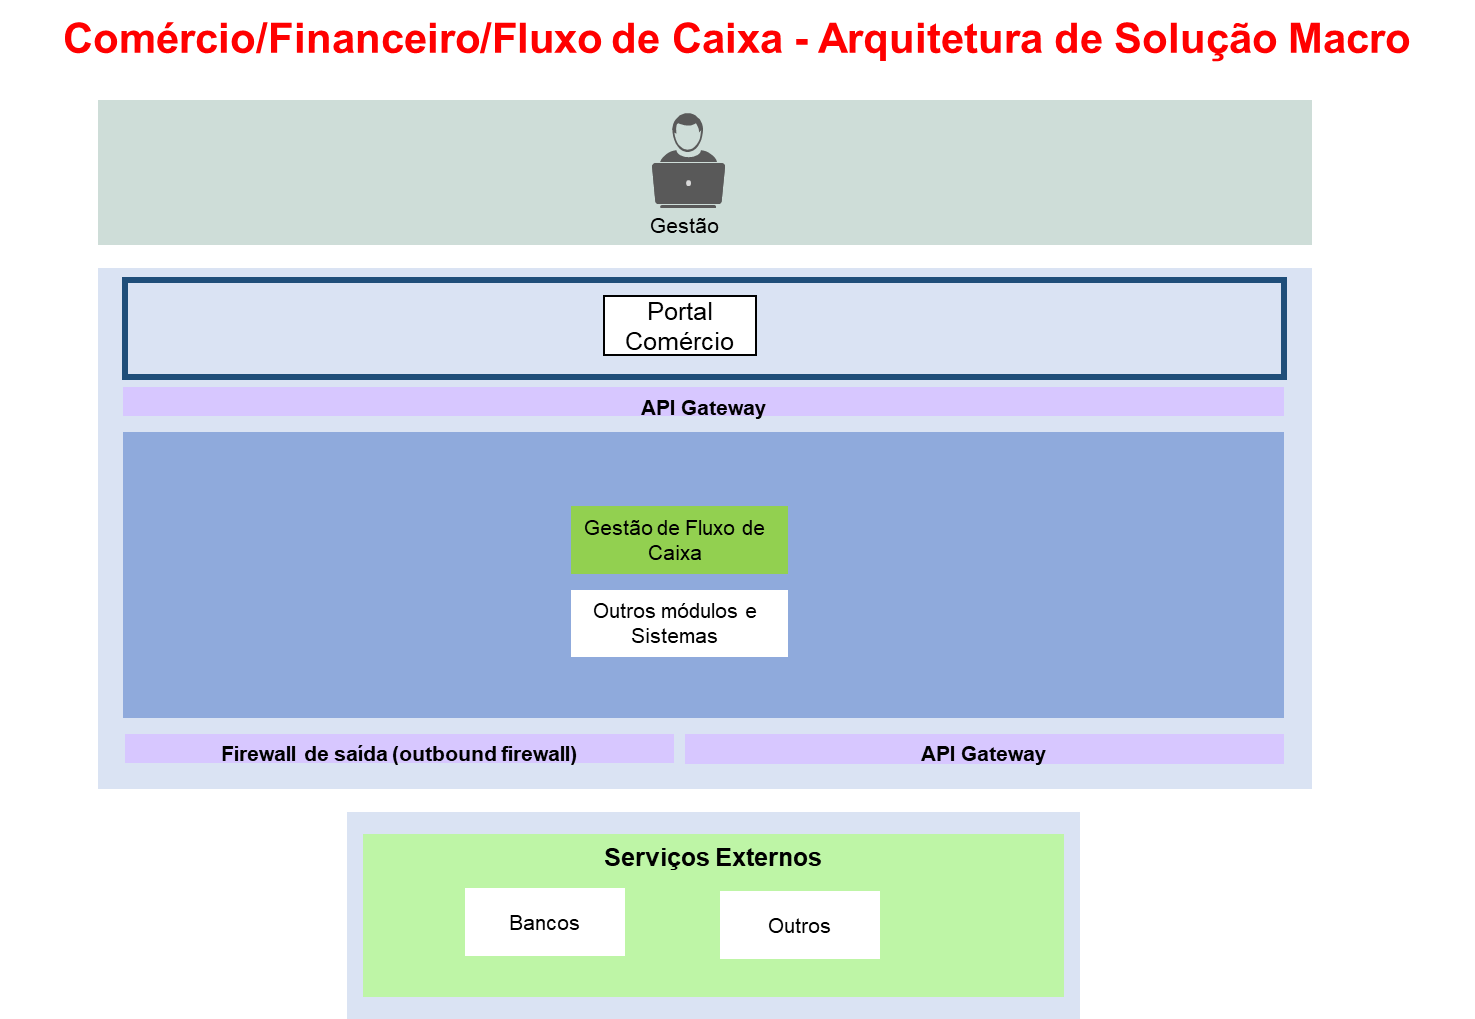 Comércio/Financeiro/Fluxo de Caixa - Arquitetura de Solução Macro
Gestão
Portal
Comércio
API Gateway
Gestão de Fluxo de
Caixa
Outros módulos e
Sistemas
Firewall de saída (outbound firewall)
API Gateway
Serviços Externos
Bancos
Outros